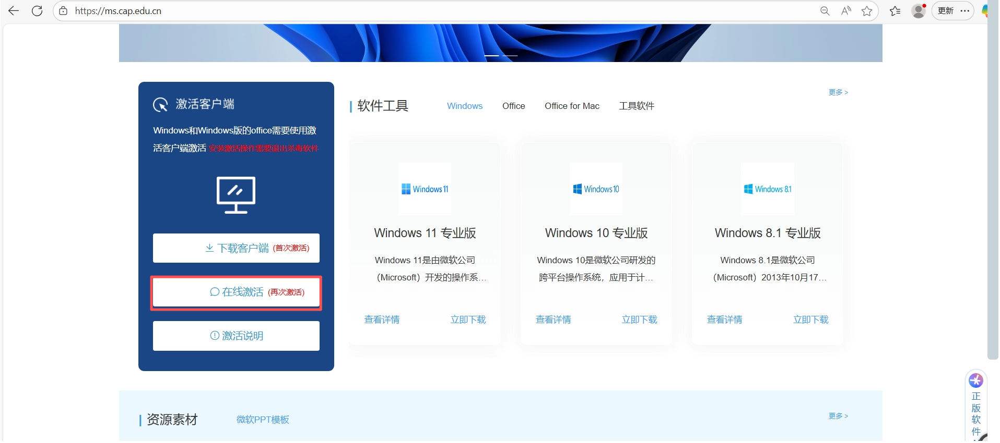 https://ms.cap.edu.cn
更新
激活客户端
Windows和Windows版的office需要使用激
活客户端激活 安装激活操作需要退出杀毒软件
下载客户端 (首次激活)
在线激活 (再次激活)
激活说明
软件工具
Windows
Office
Office for Mac
工具软件
更多 >
Windows 11
Windows 11 专业版
Windows 11是由微软公司
（Microsoft）开发的操作系...
查看详情
立即下载
Windows 10
Windows 10 专业版
Windows 10是微软公司研发的
跨平台操作系统，应用于计...
查看详情
立即下载
Windows 8.1
Windows 8.1 专业版
Windows 8.1是微软公司
（Microsoft）2013年10月17...
查看详情
立即下载
资源素材
微软PPT模板
更多 >
正
版
软
件